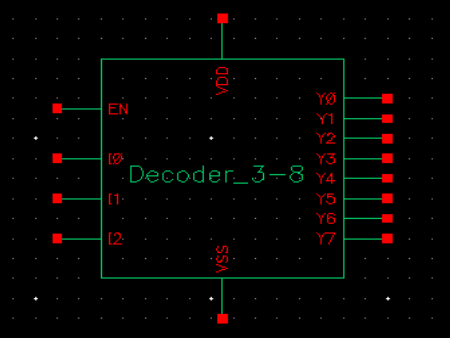 VDD
EN
I0
I1
I2
Decoder_3-8
Y0
Y1
Y2
Y3
Y4
Y5
Y6
Y7
VSS